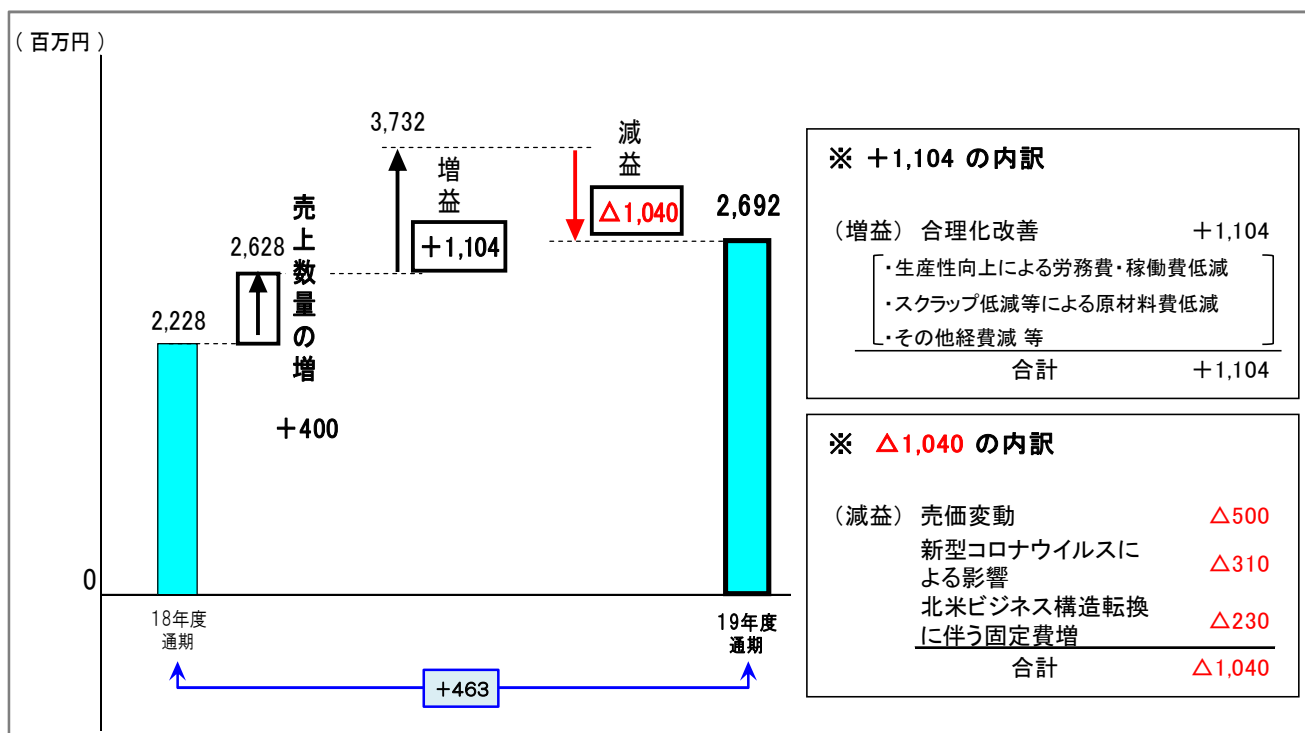 ( 百万円 )
2,228
2,628
売上数量の増
+400
3,732
増益
+1,104
減益
△1,040
2,692
0
18年度
通期
19年度
通期
+463
※ +1,104 の内訳
(増益) 合理化改善 +1,104
・生産性向上による労務費・稼働費低減
・スクラップ低減等による原材料費低減
・その他経費減 等
合計 +1,104
※ △1,040 の内訳
(減益) 売価変動 △500
新型コロナウイルスに
よる影響 △310
北米ビジネス構造転換
に伴う固定費増 △230
合計 △1,040